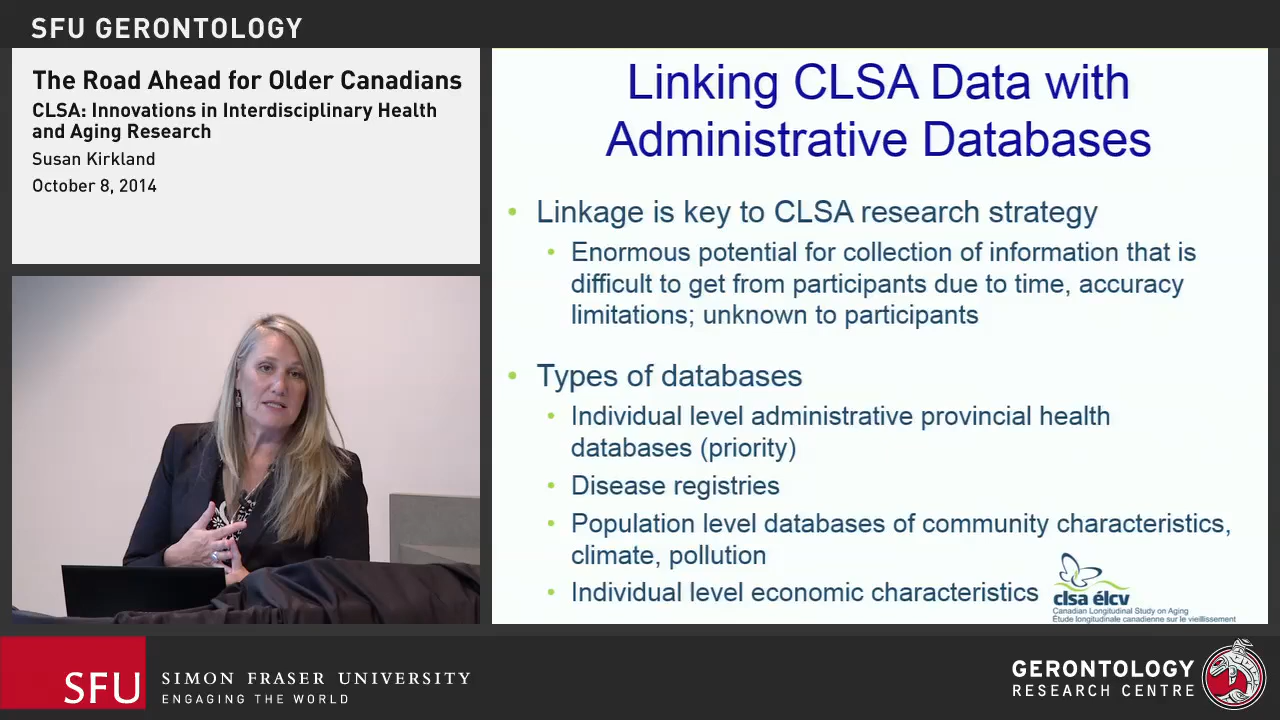 SFU GERONTOLOGY
The Road Ahead for Older Canadians
CLSA: Innovations in Interdisciplinary Health
and Aging Research
Susan Kirkland
October 8, 2014
Linking CLSA Data with
Administrative Databases
• Linkage is key to CLSA research strategy
• Enormous potential for collection of information that is
difficult to get from participants due to time, accuracy
limitations; unknown to participants
• Types of databases
• Individual level administrative provincial health
databases (priority)
• Disease registries
• Population level databases of community characteristics,
climate, pollution
• Individual level economic characteristics
clsa élcv
Canadian Longitudinal Study on Aging
Étude longitudinale canadienne sur le vieillissement
SFU
SIMON FRASER UNIVERSITY
ENGAGING THE WORLD
GERONTOLOGY
RESEARCH CENTRE